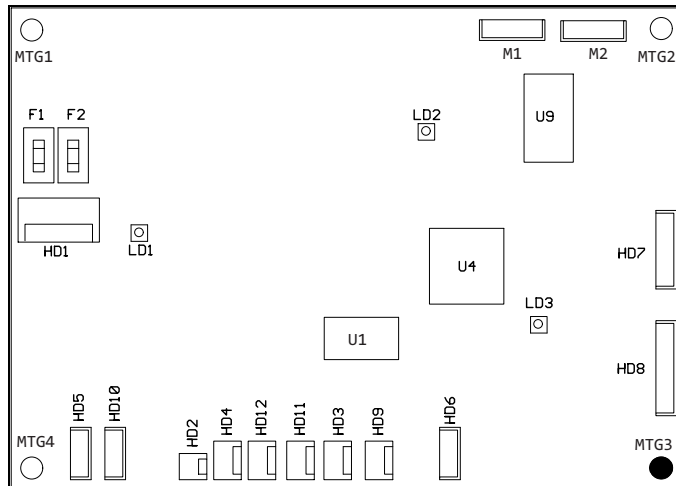 MTG1
M1
M2
MTG2
F1
F2
LD2
U9
HD1
LD1
HD7
U4
LD3
U1
HD8
HD5
HD10
HD2
HD4
HD12
HD11
HD3
HD9
HD6
MTG4
MTG3